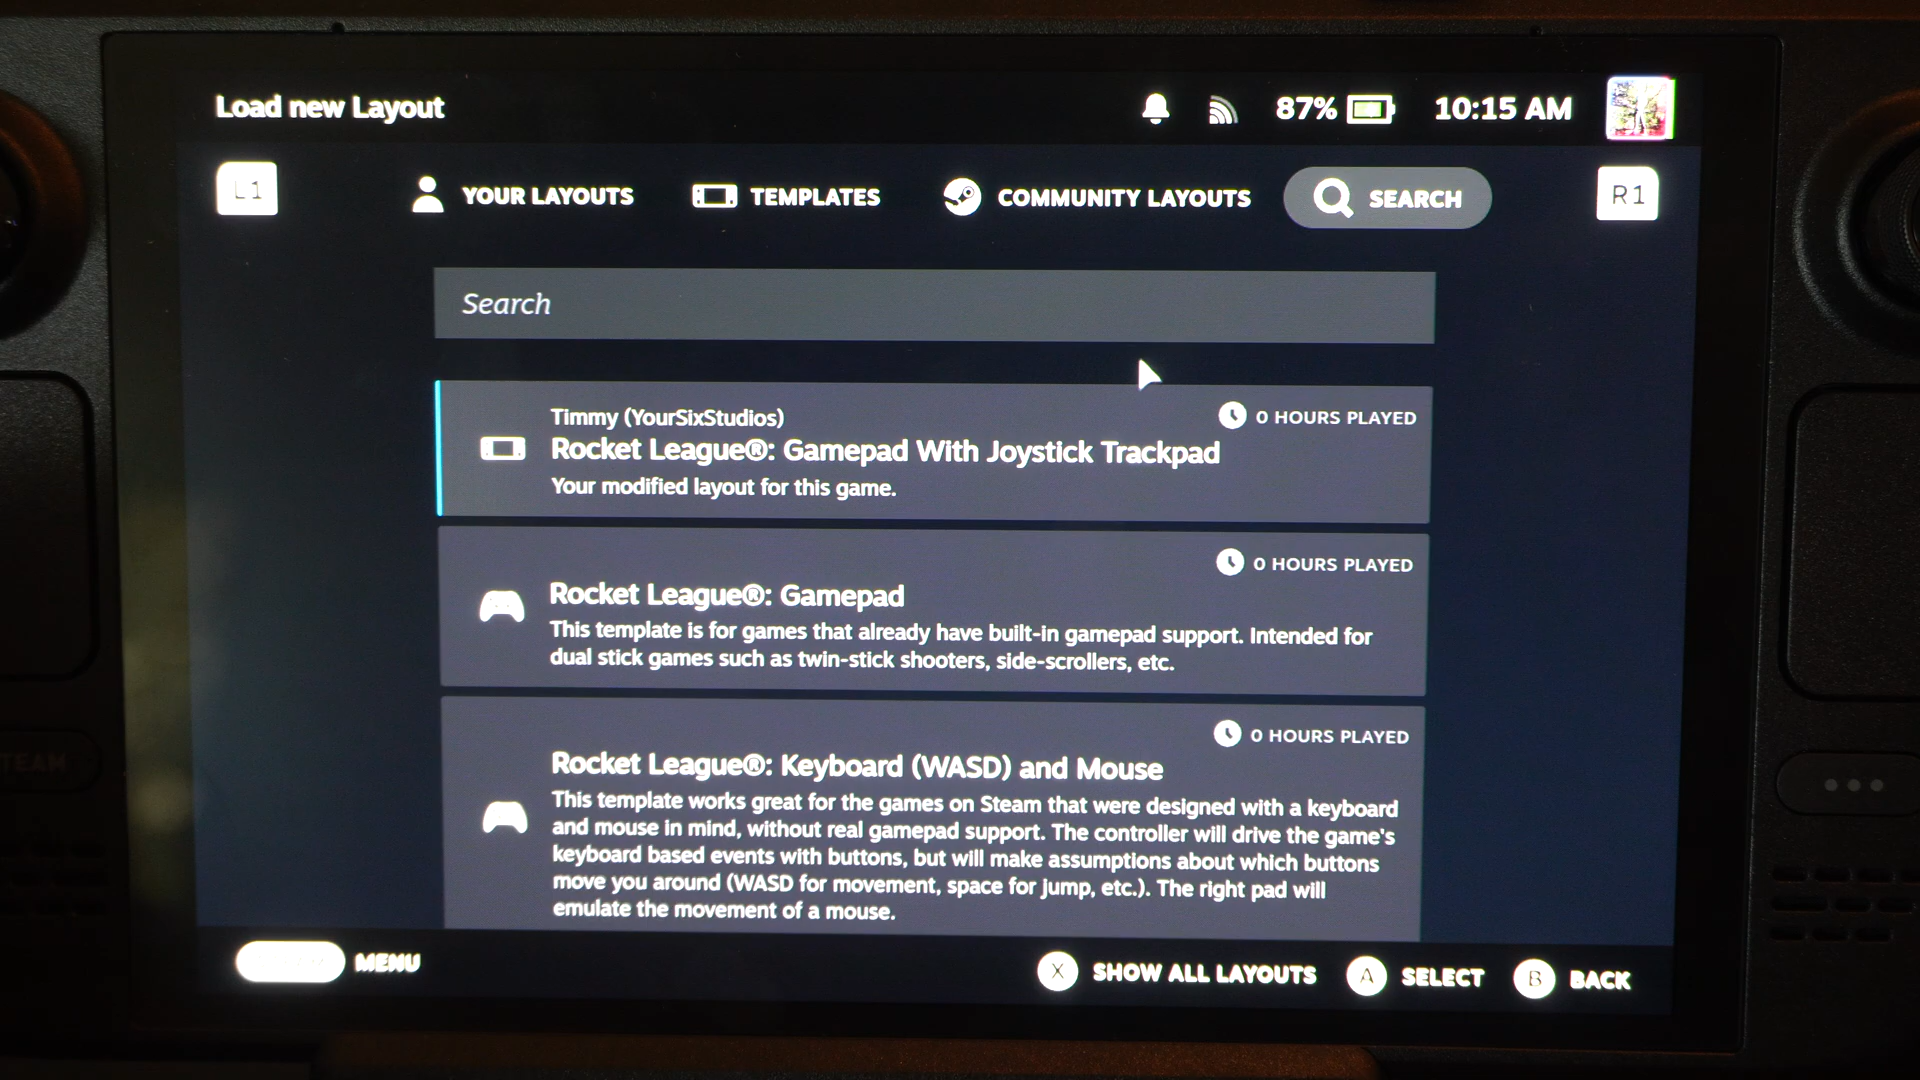 Load new Layout
87%
10:15 AM
L1
YOUR LAYOUTS
TEMPLATES
COMMUNITY LAYOUTS
SEARCH
R1
Search
Timmy (YourSixStudios)
0 HOURS PLAYED
Rocket League®: Gamepad With Joystick Trackpad
Your modified layout for this game.
0 HOURS PLAYED
Rocket League®: Gamepad
This template is for games that already have built-in gamepad support. Intended for
dual stick games such as twin-stick shooters, side-scrollers, etc.
0 HOURS PLAYED
Rocket League®: Keyboard (WASD) and Mouse
This template works great for the games on Steam that were designed with a keyboard
and mouse in mind, without real gamepad support. The controller will drive the game's
keyboard based events with buttons, but will make assumptions about which buttons
move you around (WASD for movement, space for jump, etc.). The right pad will
emulate the movement of a mouse.
STEAM
MENU
X SHOW ALL LAYOUTS
A SELECT
B BACK